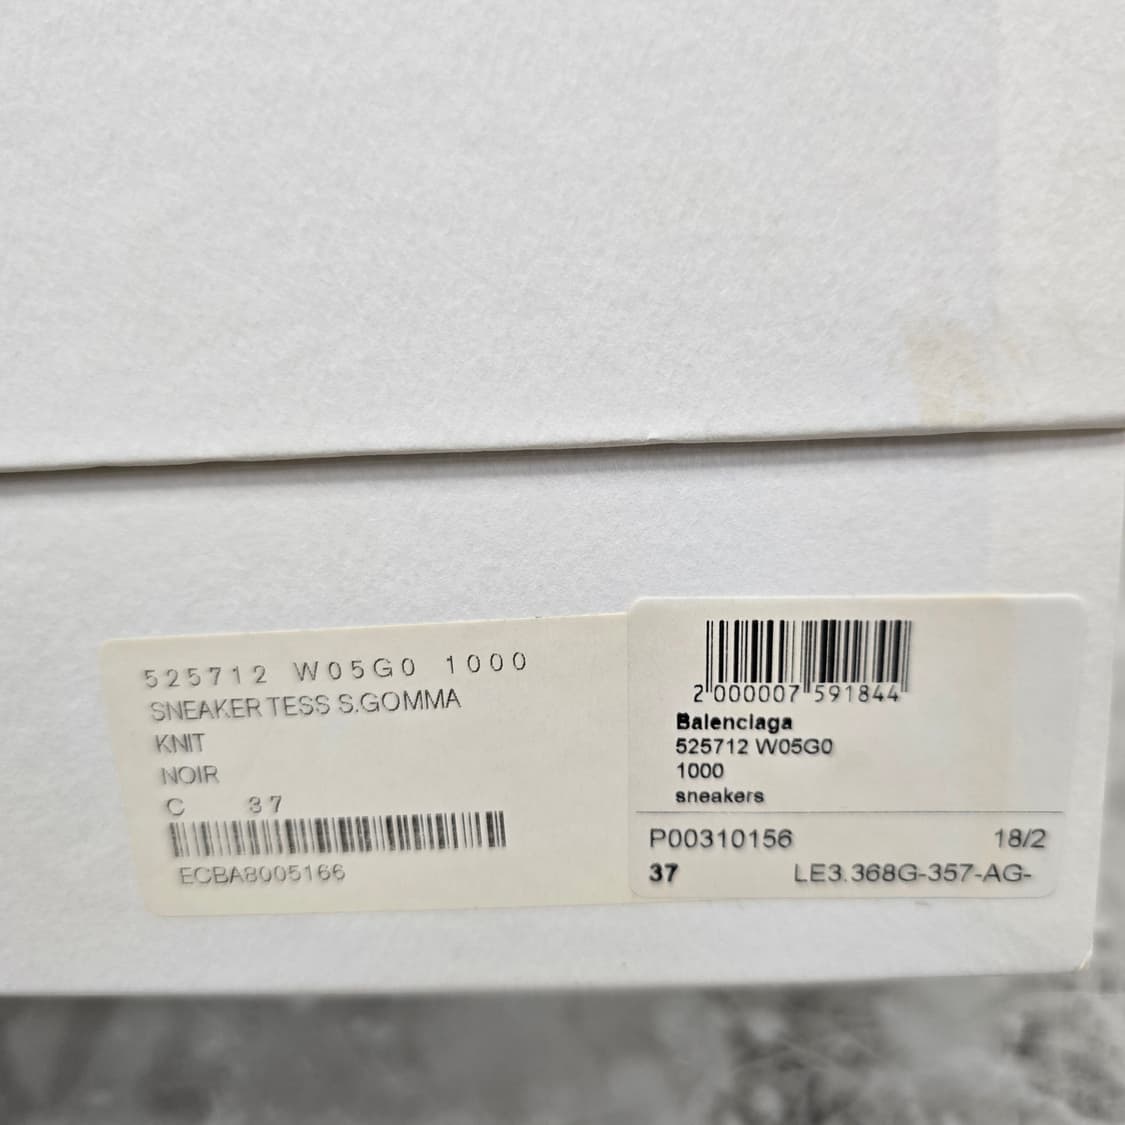 525712 W05G0 1000
SNEAKER TESS S.GOMMA
KNIT
NOIR
C 37
ECBA8005166
2 000007 591844
Balenciaga
525712 W05G0
1000
sneakers
P00310156 18/2
37 LE3.368G-357-AG-